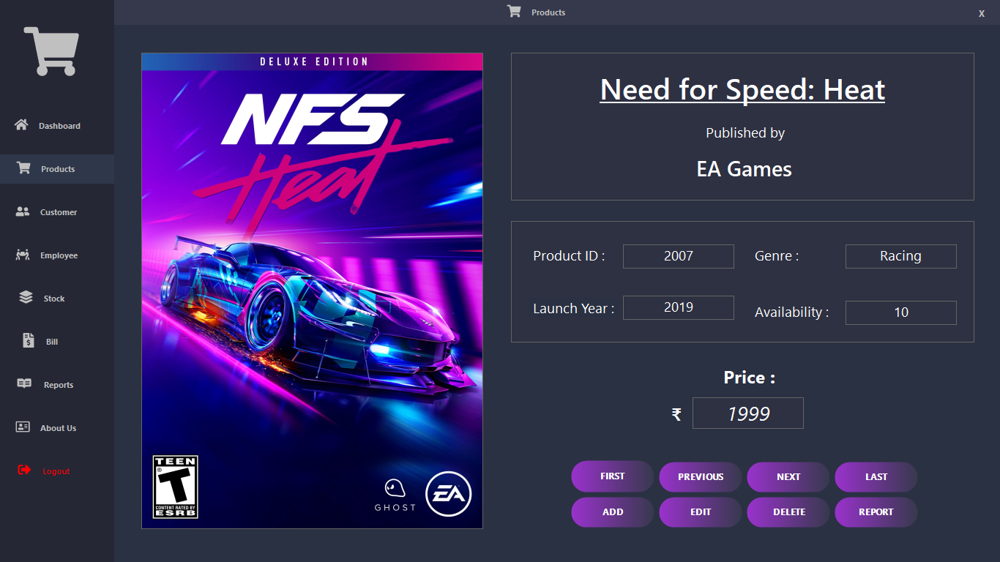 Products
X
Dashboard
Products
Customer
Employee
Stock
Bill
Reports
About Us
Logout
DELUXE EDITION
NFS
Heat
TEEN
T
®
CONTENT RATED BY
ESRB
GHOST
EA
Need for Speed: Heat
Published by
EA Games
Product ID : 2007 Genre : Racing
Launch Year : 2019 Availability : 10
Price :
₹ 1999
FIRST PREVIOUS NEXT LAST
ADD EDIT DELETE REPORT